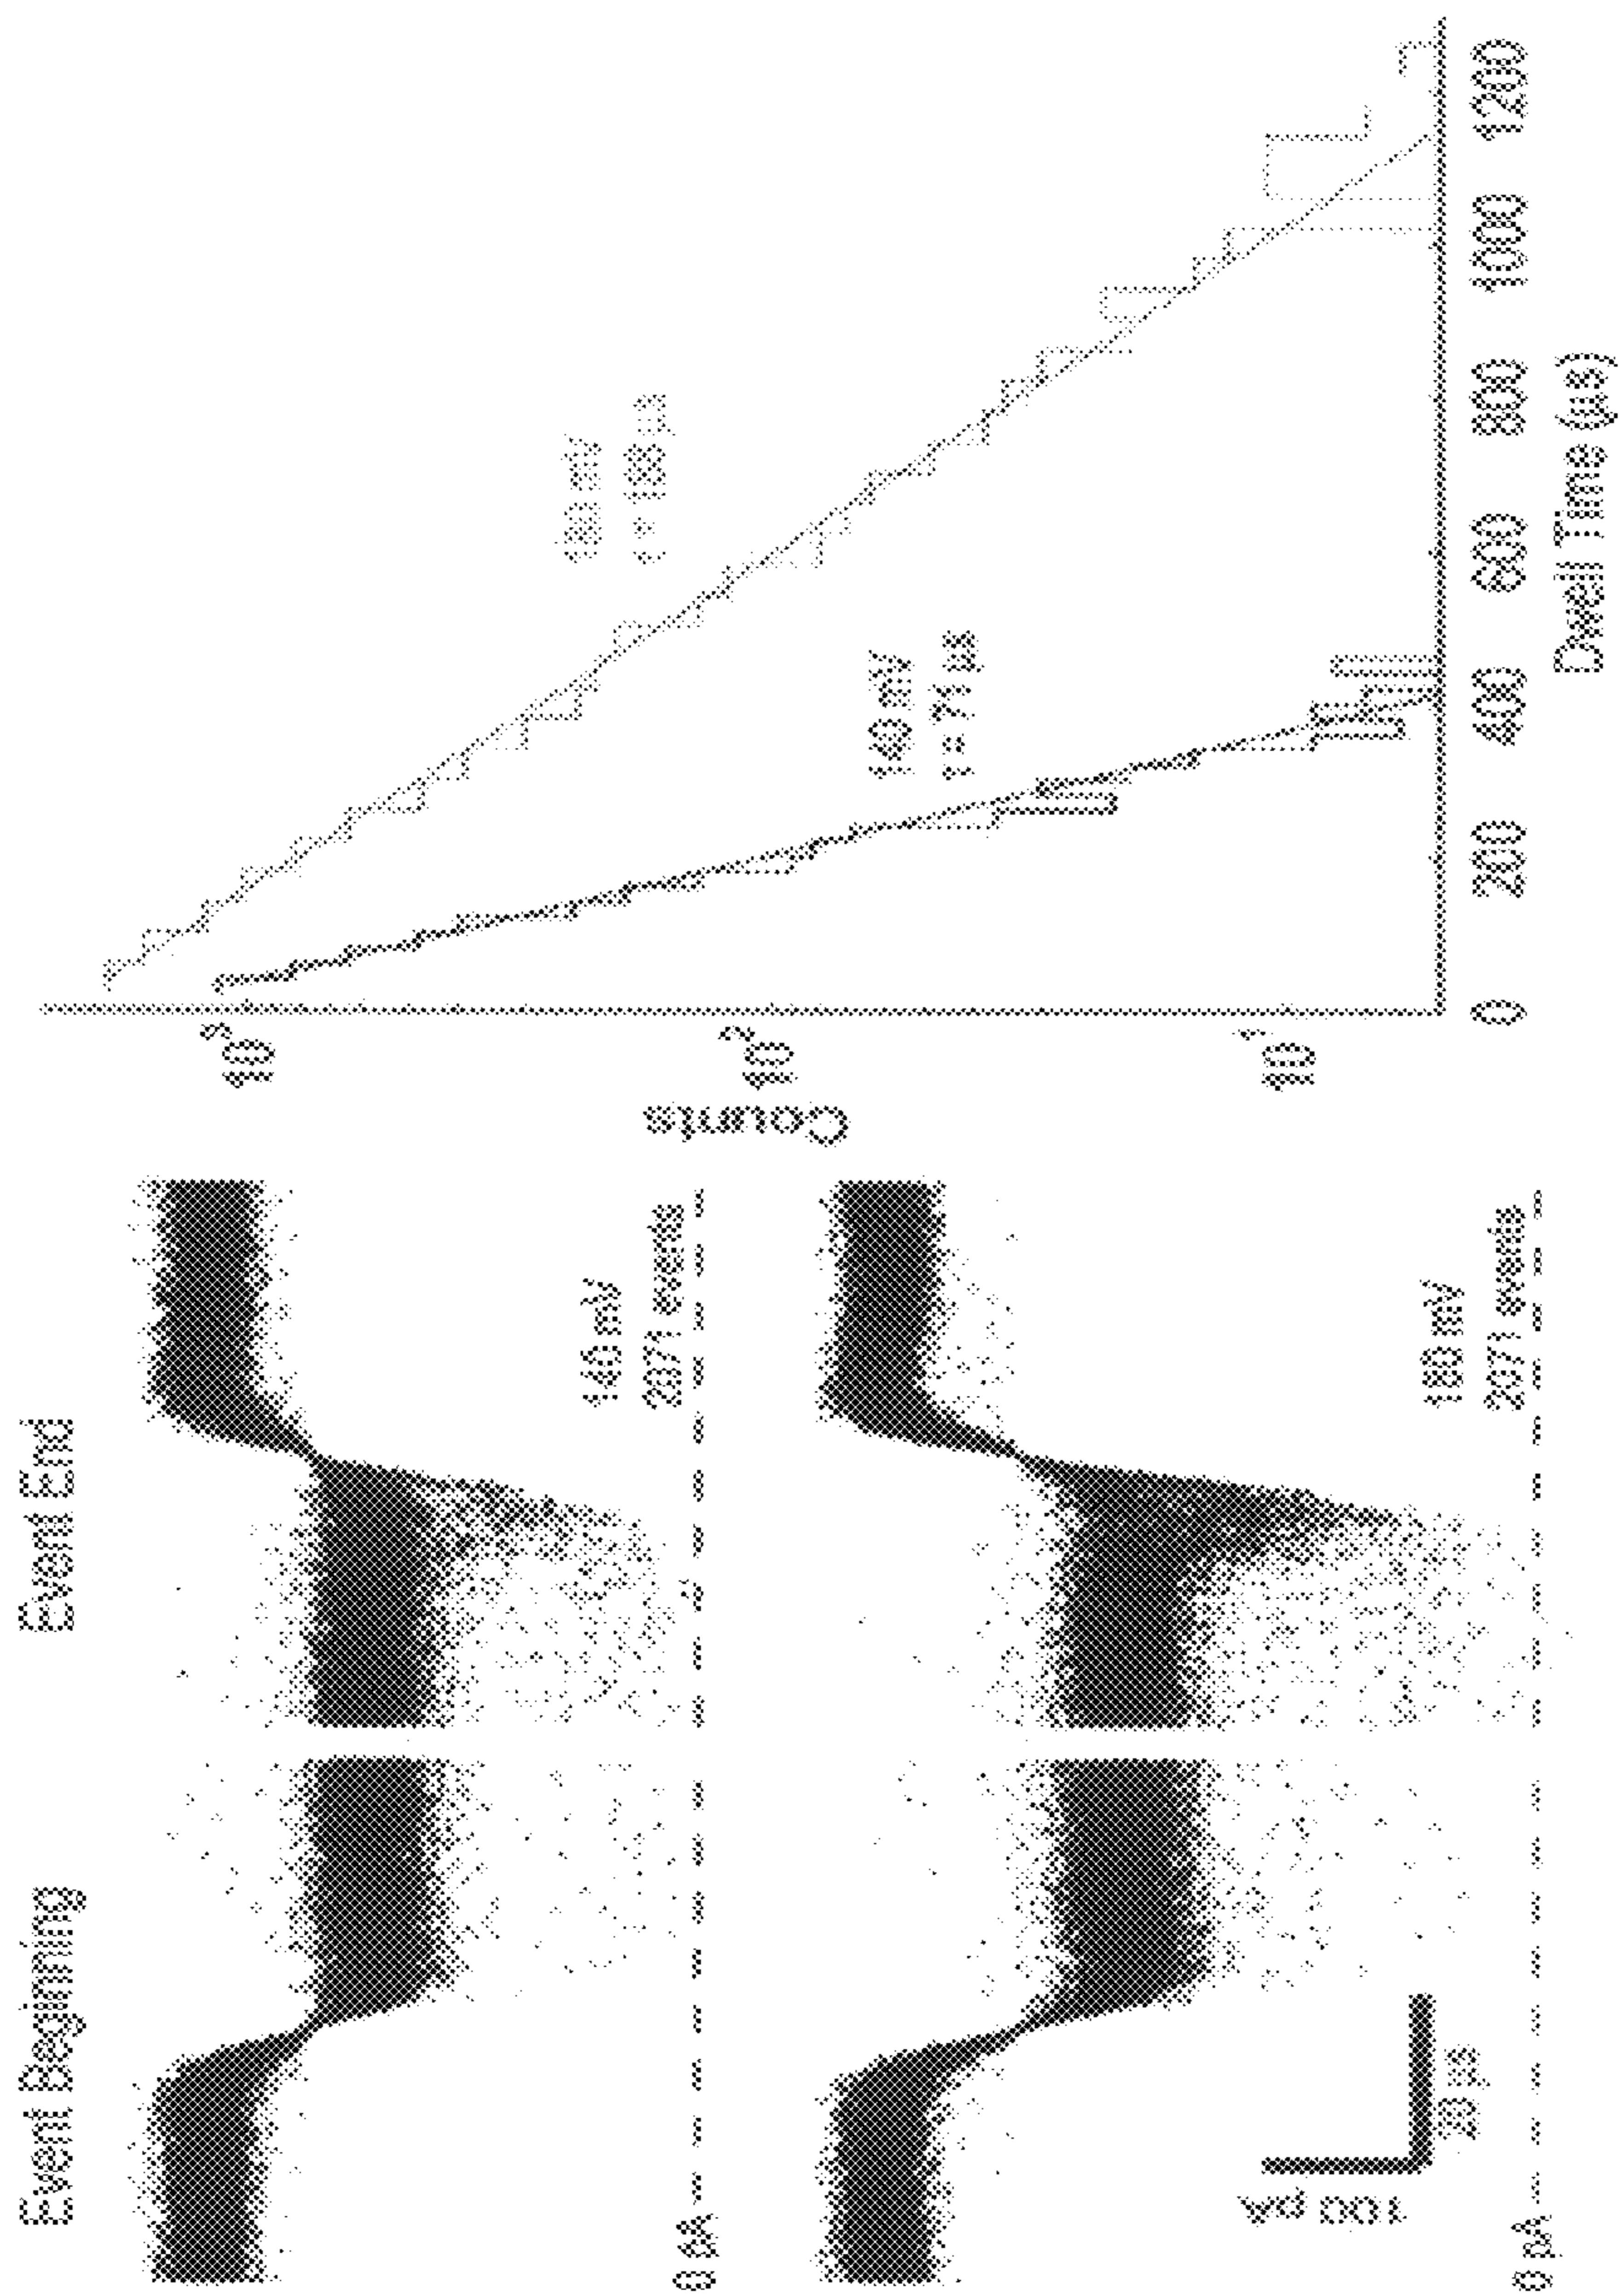 Event Beginning
Event End
140 mV
events
0 pA
180 mV
events
100 pA
20 µs
0 pA
Counts
10³
10²
10¹
180 mV
τ = 188 µs
140 mV
τ = 71 µs
0 200 400 600 800 1000 1200
Dwell Time (µs)